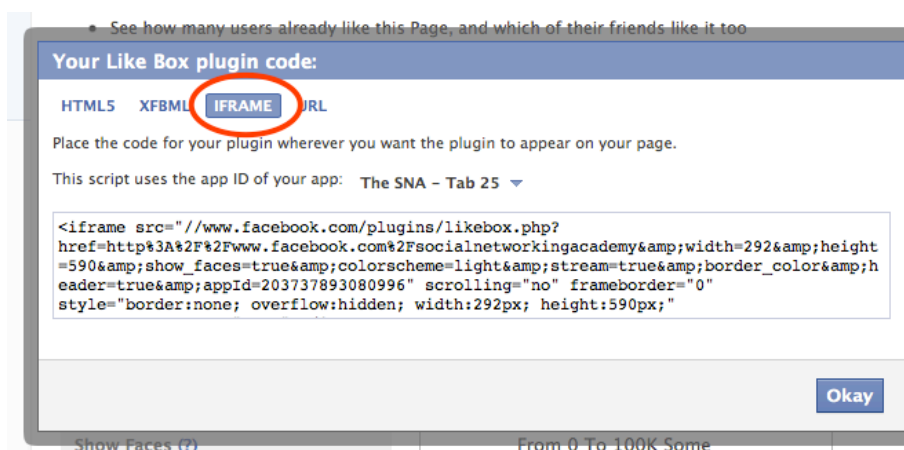 See how many users already like this Page, and which of their friends like it too
Your Like Box plugin code:
HTML5 XFBML IFRAME URL
Place the code for your plugin wherever you want the plugin to appear on your page.
This script uses the app ID of your app: The SNA – Tab 25
<iframe src="//www.facebook.com/plugins/likebox.php?
href=http%3A%2F%2Fwww.facebook.com%2Fsocialnetworkingacademy&amp;width=292&amp;height
=590&amp;show_faces=true&amp;colorscheme=light&amp;stream=true&amp;border_color&amp;h
eader=true&amp;appId=203737893080996" scrolling="no" frameborder="0"
style="border:none; overflow:hidden; width:292px; height:590px;"
Okay
Show Faces (?) From 0 To 100K Some